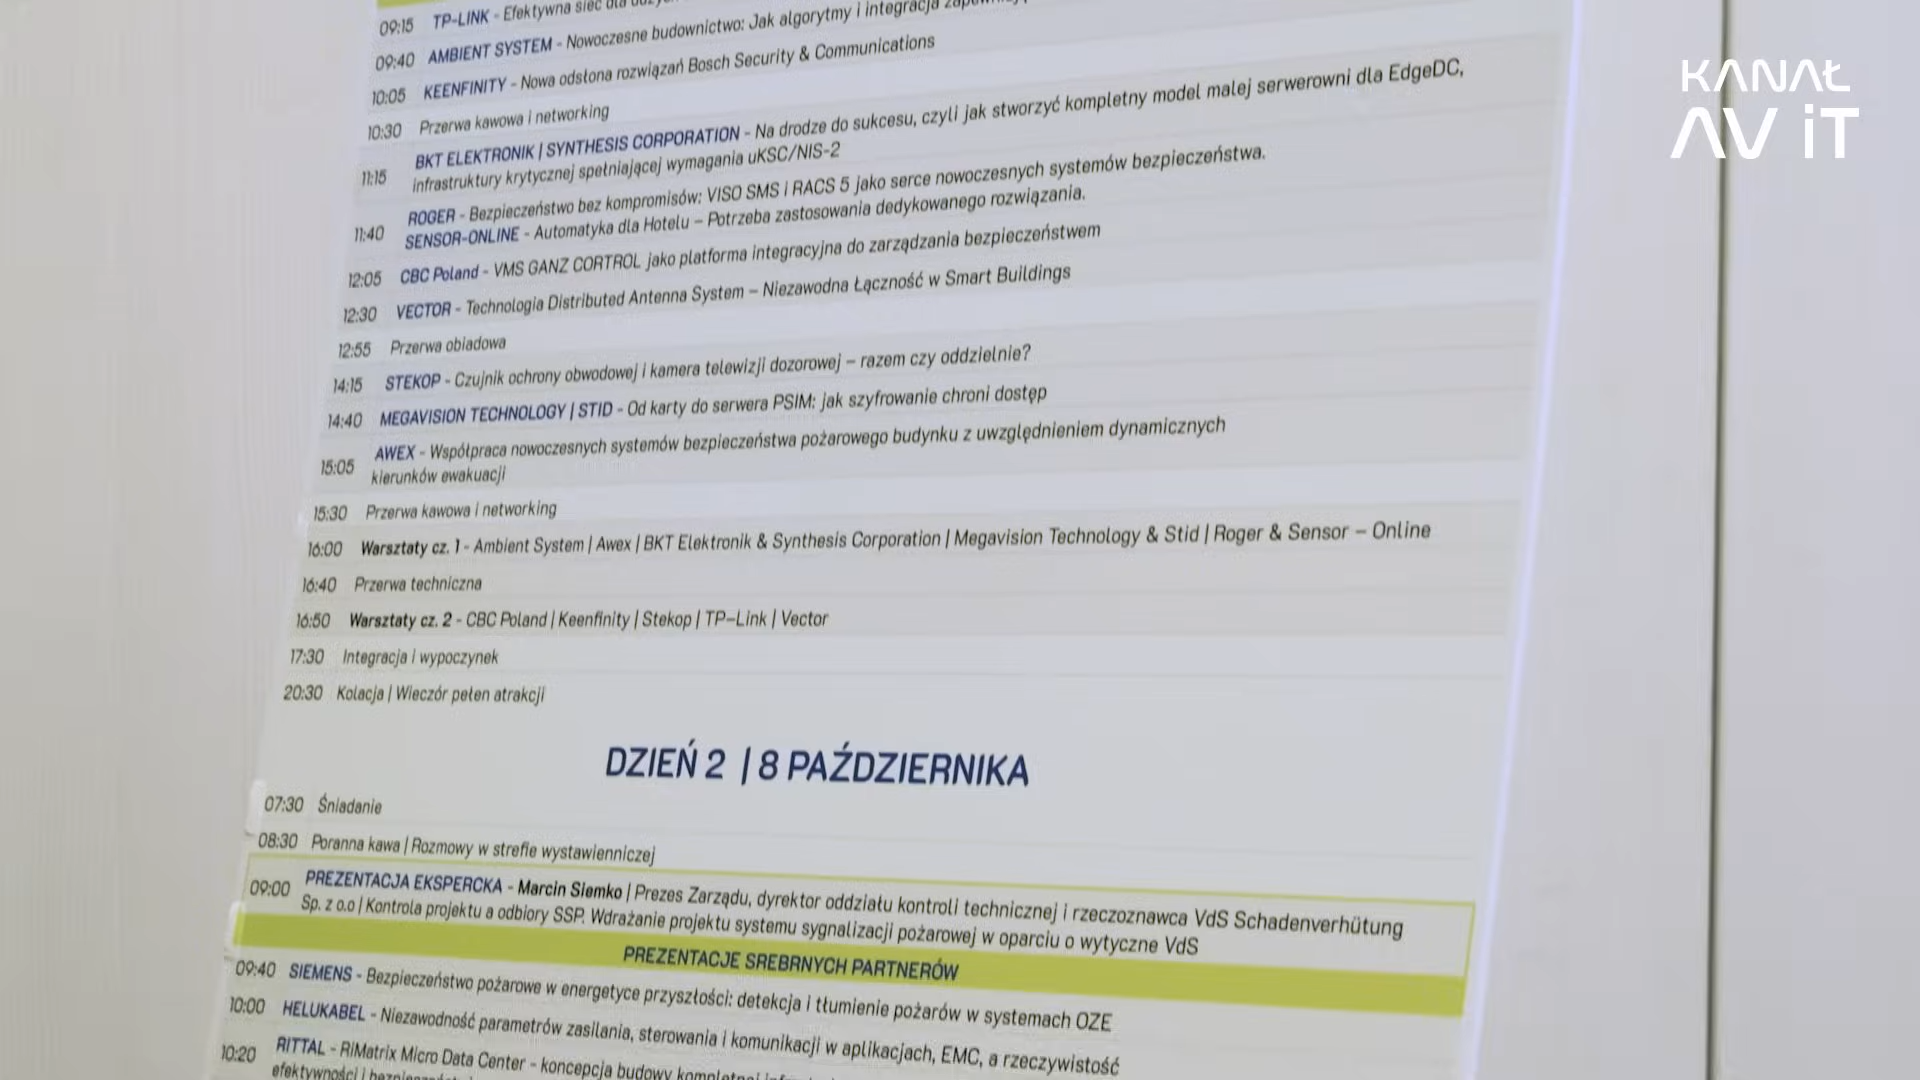 09:15 TP-LINK - Efektywna sieć dla
09:40 AMBIENT SYSTEM - Nowoczesne budownictwo: Jak algorytmy i integracja
10:05 KEENFINITY - Nowa odsłona rozwiązań Bosch Security & Communications
10:30 Przerwa kawowa i networking
11:15 BKT ELEKTRONIK | SYNTHESIS CORPORATION - Na drodze do sukcesu, czyli jak stworzyć kompletny model malej serwerowni dla EdgeDC,
infrastruktury krytycznej spełniającej wymagania uKSC/NIS-2
11:40 ROGER - Bezpieczeństwo bez kompromisów: VISO SMS i RACS 5 jako serce nowoczesnych systemów bezpieczeństwa.
SENSOR-ONLINE - Automatyka dla Hotelu – Potrzeba zastosowania dedykowanego rozwiązania.
12:05 CBC Poland - VMS GANZ CORTROL jako platforma integracyjna do zarządzania bezpieczeństwem
12:30 VECTOR - Technologia Distributed Antenna System – Niezawodna Łączność w Smart Buildings
12:55 Przerwa obiadowa
14:15 STEKOP - Czujnik ochrony obwodowej i kamera telewizji dozorowej – razem czy oddzielnie?
14:40 MEGAVISION TECHNOLOGY | STID - Od karty do serwera PSIM: jak szyfrowanie chroni dostęp
15:05 AWEX - Współpraca nowoczesnych systemów bezpieczeństwa pożarowego budynku z uwzględnieniem dynamicznych
kierunków ewakuacji
15:30 Przerwa kawowa i networking
16:00 Warsztaty cz. 1 - Ambient System | Awex | BKT Elektronik & Synthesis Corporation | Megavision Technology & Stid | Roger & Sensor – Online
16:40 Przerwa techniczna
16:50 Warsztaty cz. 2 - CBC Poland | Keenfinity | Stekop | TP-Link | Vector
17:30 Integracja i wypoczynek
20:30 Kolacja | Wieczór pełen atrakcji
DZIEŃ 2 | 8 PAŹDZIERNIKA
07:30 Śniadanie
08:30 Poranna kawa | Rozmowy w strefie wystawienniczej
09:00 PREZENTACJA EKSPERCKA - Marcin Siemko | Prezes Zarządu, dyrektor oddziału kontroli technicznej i rzeczoznawca VdS Schadenverhütung
Sp. z o.o | Kontrola projektu a odbiory SSP. Wdrażanie projektu systemu sygnalizacji pożarowej w oparciu o wytyczne VdS
PREZENTACJE SREBRNYCH PARTNERÓW
09:40 SIEMENS - Bezpieczeństwo pożarowe w energetyce przyszłości: detekcja i tłumienie pożarów w systemach OZE
10:00 HELUKABEL - Niezawodność parametrów zasilania, sterowania i komunikacji w aplikacjach, EMC, a rzeczywistość
10:20 RITTAL - RiMatrix Micro Data Center - koncepcja budowy
efektywności i
KANAŁ
AV iT